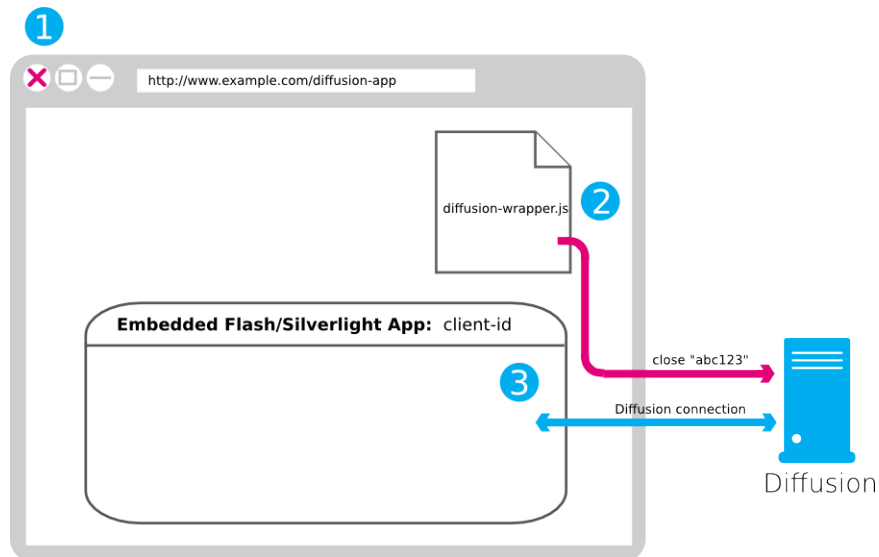 1
http://www.example.com/diffusion-app
diffusion-wrapper.js
2
Embedded Flash/Silverlight App: client-id
3
close "abc123"
Diffusion connection
Diffusion